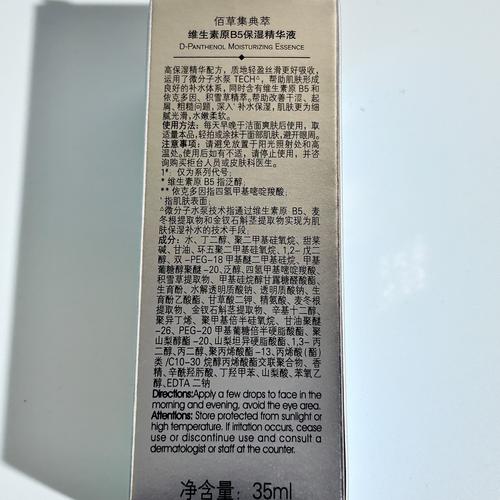 佰草集典萃
维生素原B5保湿精华液
D-PANTHENOL MOISTURIZING ESSENCE
高保湿精华配方，质地轻盈丝滑更好吸收，
运用了微分子水泵 TECH△，帮助肌肤形成
良好的补水体系，同时含有维生素原 B5 和
依克多因、积雪草精萃。帮助改善干涩、起
屑、粗糙问题，深入'补水保湿，肌肤更为细
腻光滑，水嫩柔软。
使用方法：每天早晚于洁面爽肤后使用，取
适量本品，轻拍或涂抹于面部肌肤，避开眼周。
注意事项：请避免放置于阳光照射处和高
温处。使用后如有不适，请停止使用，并咨
询购买柜台人员或皮肤科医生。
1#：仅为系列代号；
* 维生素原 B5 指泛醇；
** 依克多因指四氢甲基嘧啶羧酸；
' 指肌肤表面；
△微分子水泵技术指通过维生素原 B5、麦
冬根提取物和金钗石斛茎提取物实现为肌
肤保湿补水的技术手段；
成分：水、丁二醇、聚二甲基硅氧烷、甜菜
碱、甘油、环五聚二甲基硅氧烷、1,2-戊二
醇、双-PEG-18 甲基醚二甲基硅烷、甲基
葡糖醇聚醚-20、泛醇、四氢甲基嘧啶羧酸、
积雪草提取物、甲基硅烷醇甘露糖醛酸酯、
生育酚、水解透明质酸钠、透明质酸钠、生
育酚乙酸酯、甘草酸二钾、精氨酸、麦冬根
提取物、金钗石斛茎提取物、辛基十二醇、
聚异丁烯、聚甲基倍半硅氧烷、甘油聚醚
-26、PEG-20 甲基葡糖倍半硬脂酸酯、聚
山梨醇酯-20、山梨坦异硬脂酸酯、1,3-丙
二醇、丙二醇、聚丙烯酸酯-13、丙烯酸（酯）
类 /C10-30 烷醇丙烯酸酯交联聚合物、香
精、辛酰羟肟酸、丁羟甲苯、山梨酸、苯氧乙
醇、EDTA 二钠
Directions:Apply a few drops to face in the
morning and evening, avoid the eye area.
Attentions: Store protected from sunlight or
high temperature. If irritation occurs, cease
use or discontinue use and consult a
dermatologist or staff at the counter.
净含量：35ml